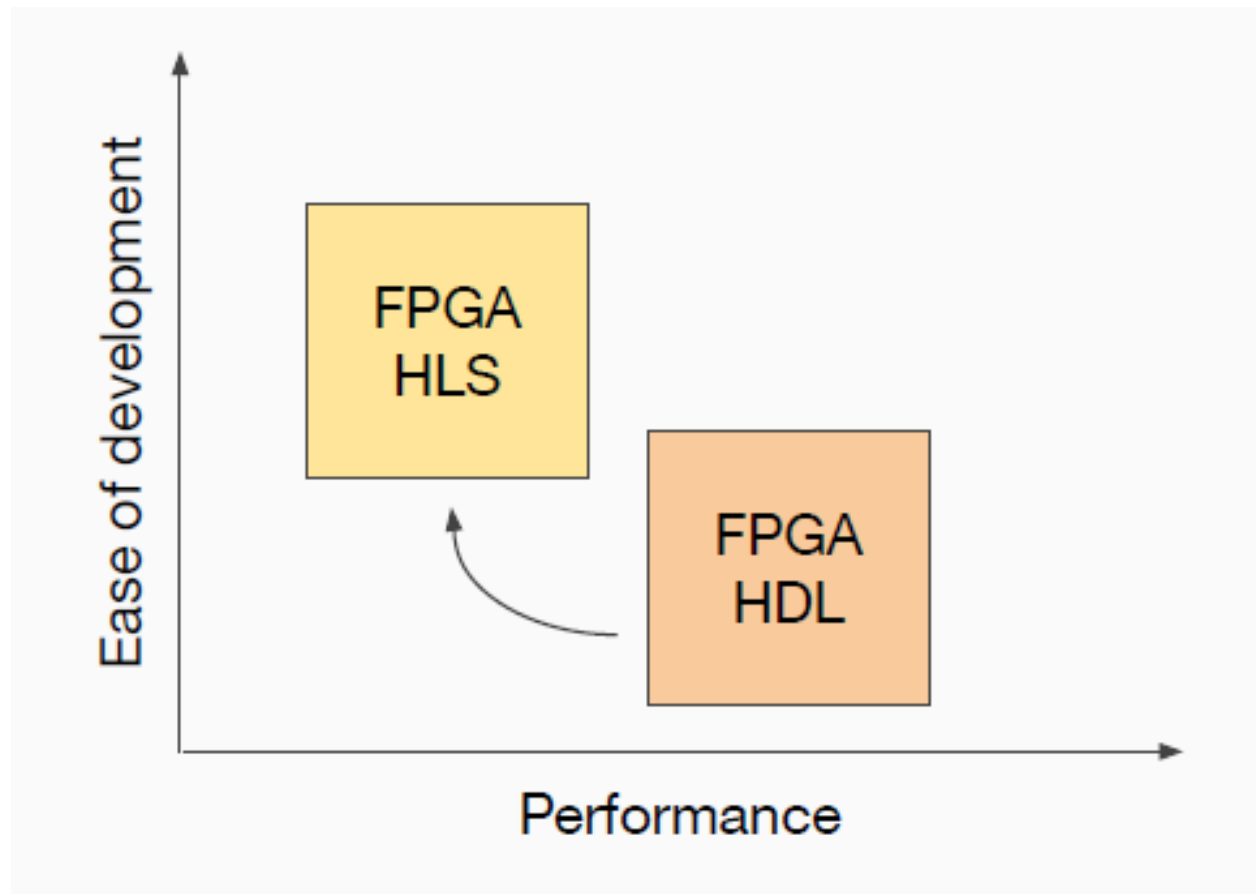 Ease of development
FPGA
HLS
FPGA
HDL
Performance